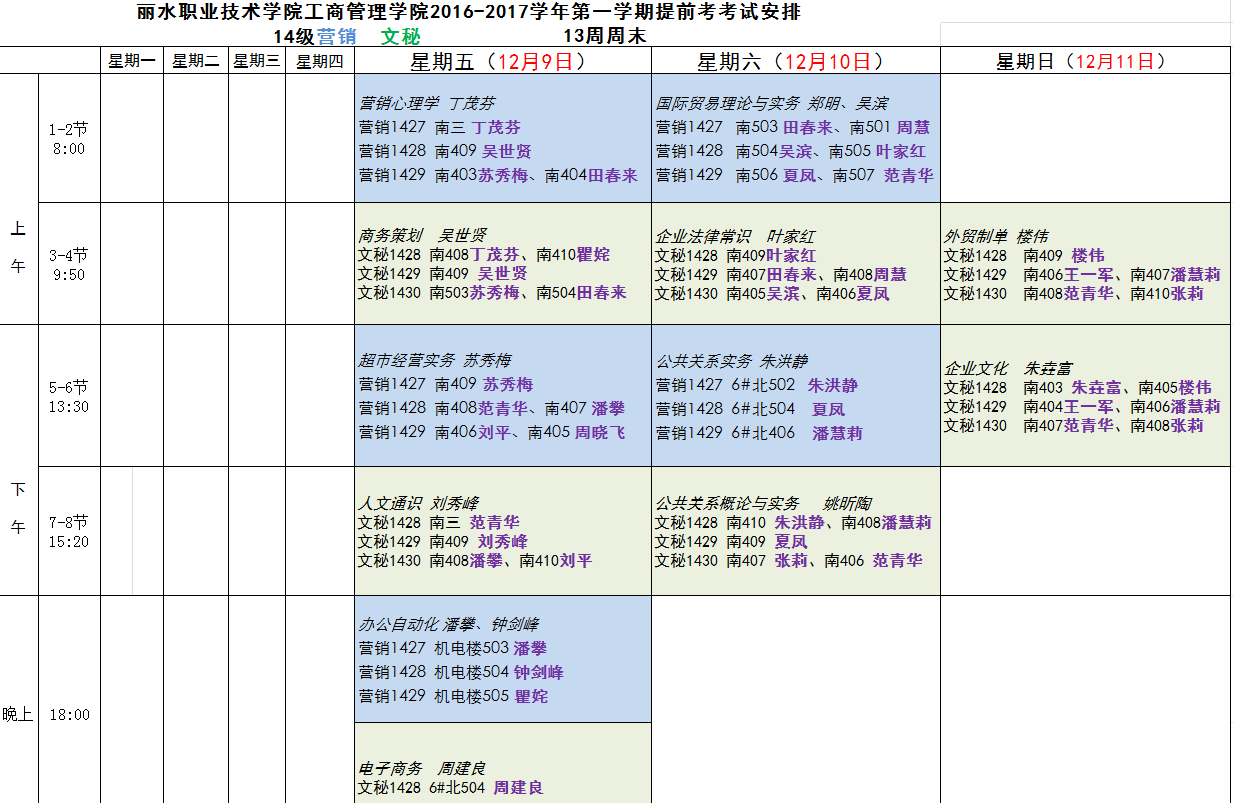 丽水职业技术学院工商管理学院2016-2017学年第一学期提前考考试安排
14级营销 文秘 13周周末
星期一 星期二 星期三 星期四 星期五（12月9日） 星期六（12月10日） 星期日（12月11日）
上午
1-2节
8:00
营销心理学 丁茂芬
营销1427 南三 丁茂芬
营销1428 南409 吴世贤
营销1429 南403苏秀梅、南404田春来
国际贸易理论与实务 郑明、吴滨
营销1427 南503 田春来、南501 周慧
营销1428 南504吴滨、南505 叶家红
营销1429 南506 夏凤、南507 范青华
3-4节
9:50
商务策划 吴世贤
文秘1428 南408丁茂芬、南410瞿姹
文秘1429 南409 吴世贤
文秘1430 南503苏秀梅、南504田春来
企业法律常识 叶家红
文秘1428 南409叶家红
文秘1429 南407田春来、南408周慧
文秘1430 南405吴滨、南406夏凤
外贸制单 楼伟
文秘1428 南409 楼伟
文秘1429 南406王一军、南407潘慧莉
文秘1430 南408范青华、南410张莉
下午
5-6节
13:30
超市经营实务 苏秀梅
营销1427 南409 苏秀梅
营销1428 南408范青华、南407 潘攀
营销1429 南406刘平、南405 周晓飞
公共关系实务 朱洪静
营销1427 6#北502 朱洪静
营销1428 6#北504 夏凤
营销1429 6#北406 潘慧莉
企业文化 朱垚富
文秘1428 南403 朱垚富、南405楼伟
文秘1429 南404王一军、南406潘慧莉
文秘1430 南407范青华、南408张莉
7-8节
15:20
人文通识 刘秀峰
文秘1428 南三 范青华
文秘1429 南409 刘秀峰
文秘1430 南408潘攀、南410刘平
公共关系概论与实务 姚昕陶
文秘1428 南410 朱洪静、南408潘慧莉
文秘1429 南409 夏凤
文秘1430 南407 张莉、南406 范青华
晚上
18:00
办公自动化 潘攀、钟剑峰
营销1427 机电楼503 潘攀
营销1428 机电楼504 钟剑峰
营销1429 机电楼505 瞿姹
电子商务 周建良
文秘1428 6#北504 周建良